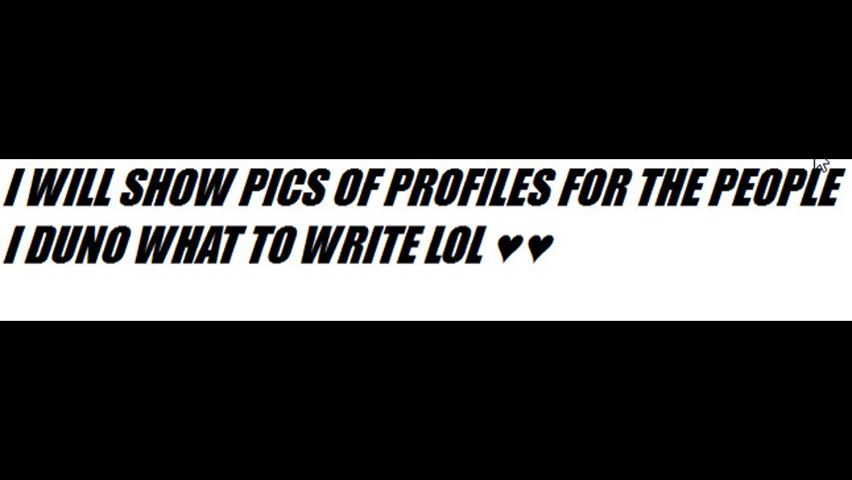 I WILL SHOW PICS OF PROFILES FOR THE PEOPLE
I DUNO WHAT TO WRITE LOL ♥♥